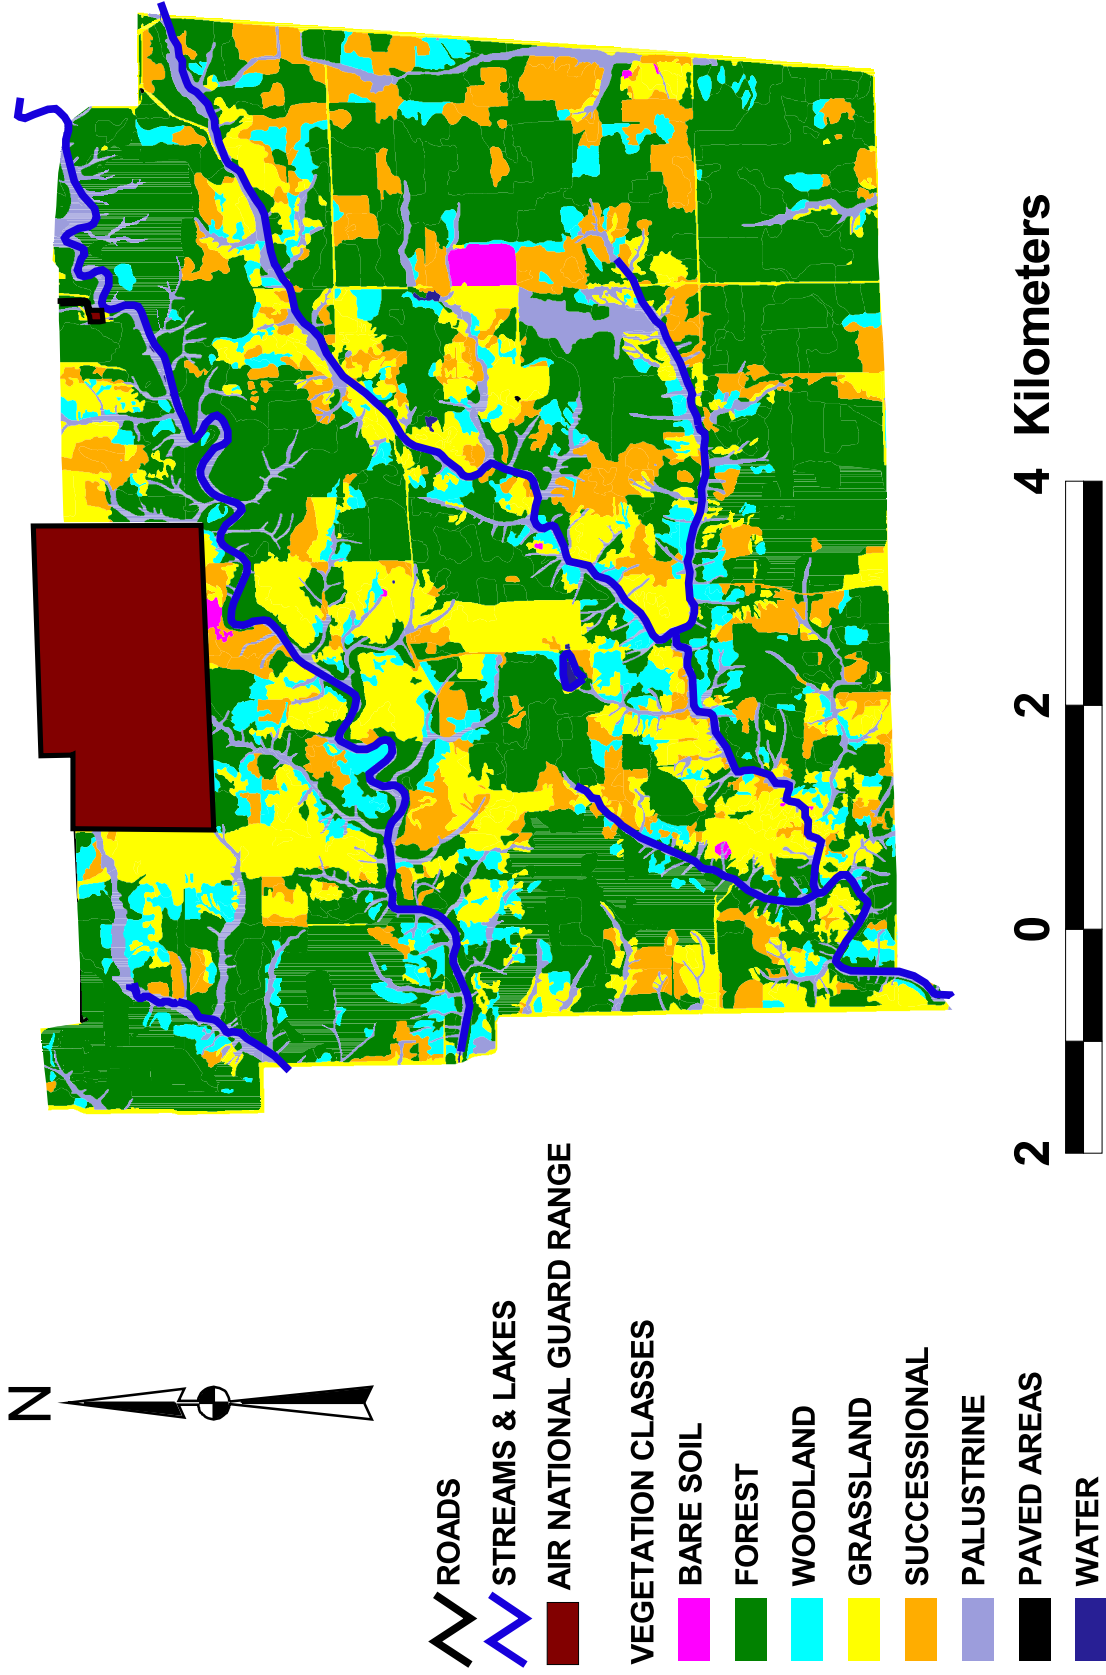 N
ROADS
STREAMS & LAKES
AIR NATIONAL GUARD RANGE
VEGETATION CLASSES
BARE SOIL
FOREST
WOODLAND
GRASSLAND
SUCCESSIONAL
PALUSTRINE
PAVED AREAS
WATER
2 0 2 4 Kilometers